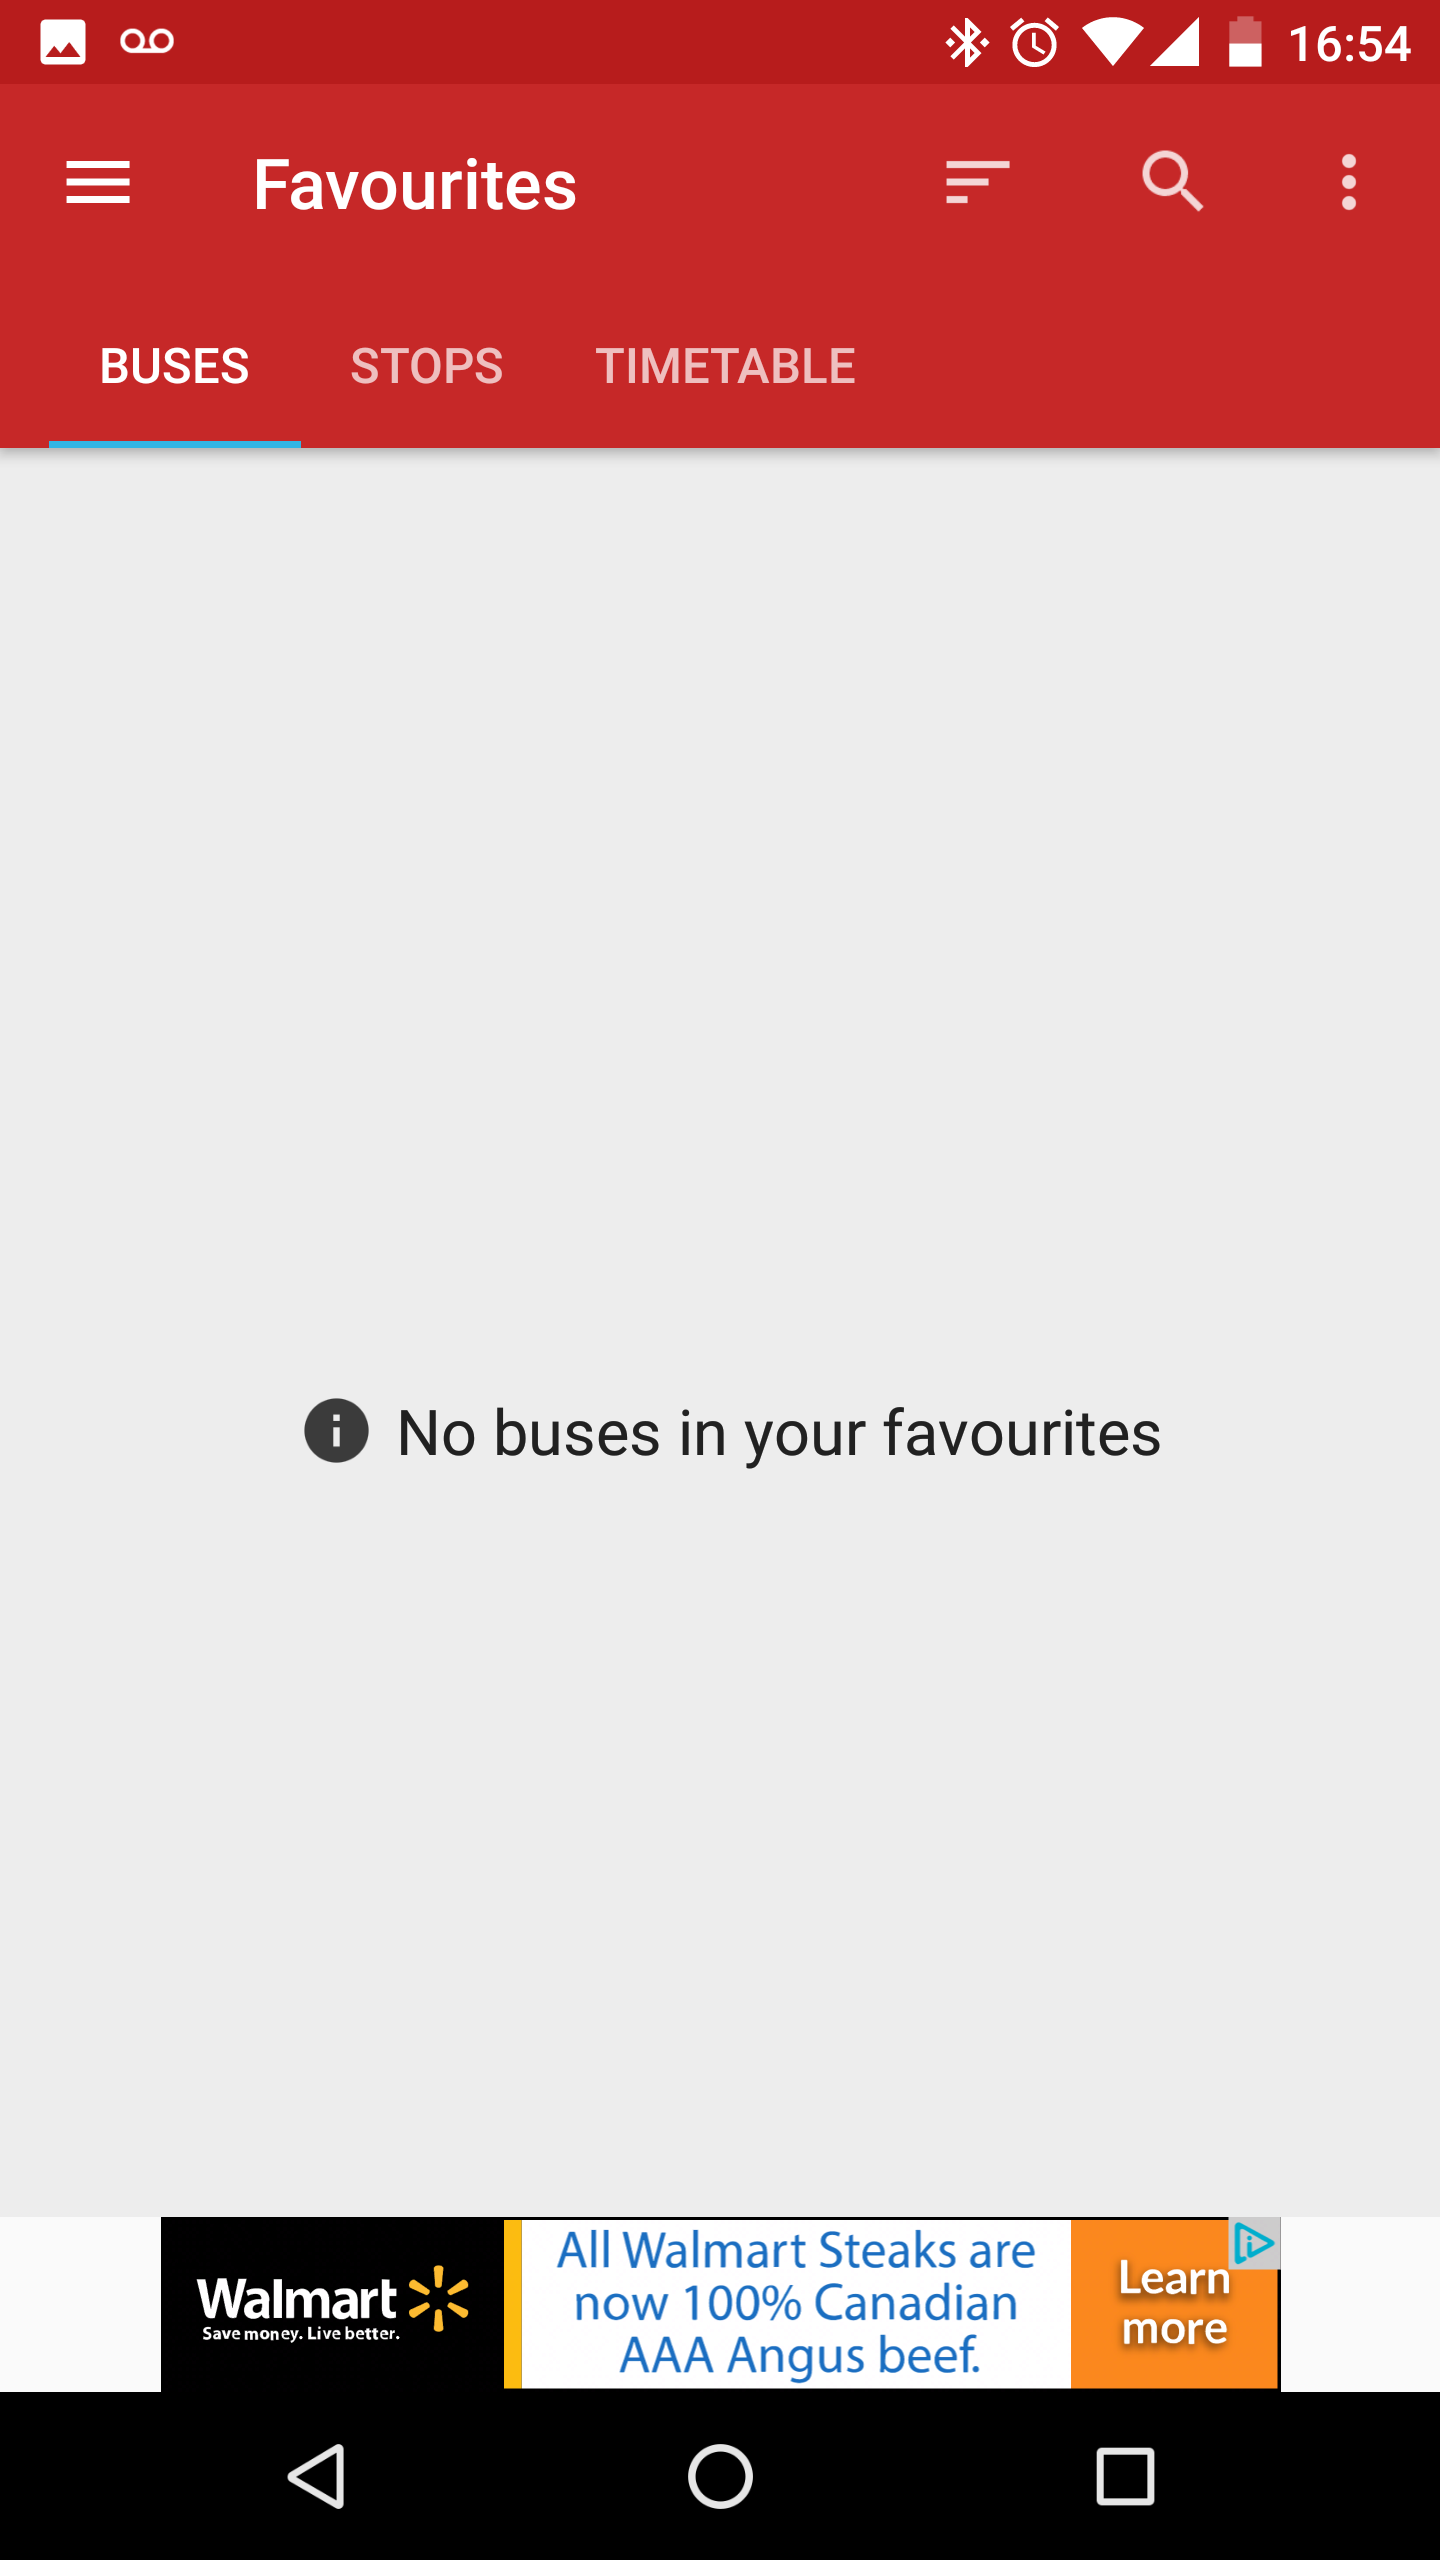 16:54
Favourites
BUSES STOPS TIMETABLE
No buses in your favourites
Walmart
Save money. Live better.
All Walmart Steaks are
now 100% Canadian
AAA Angus beef.
Learn
more